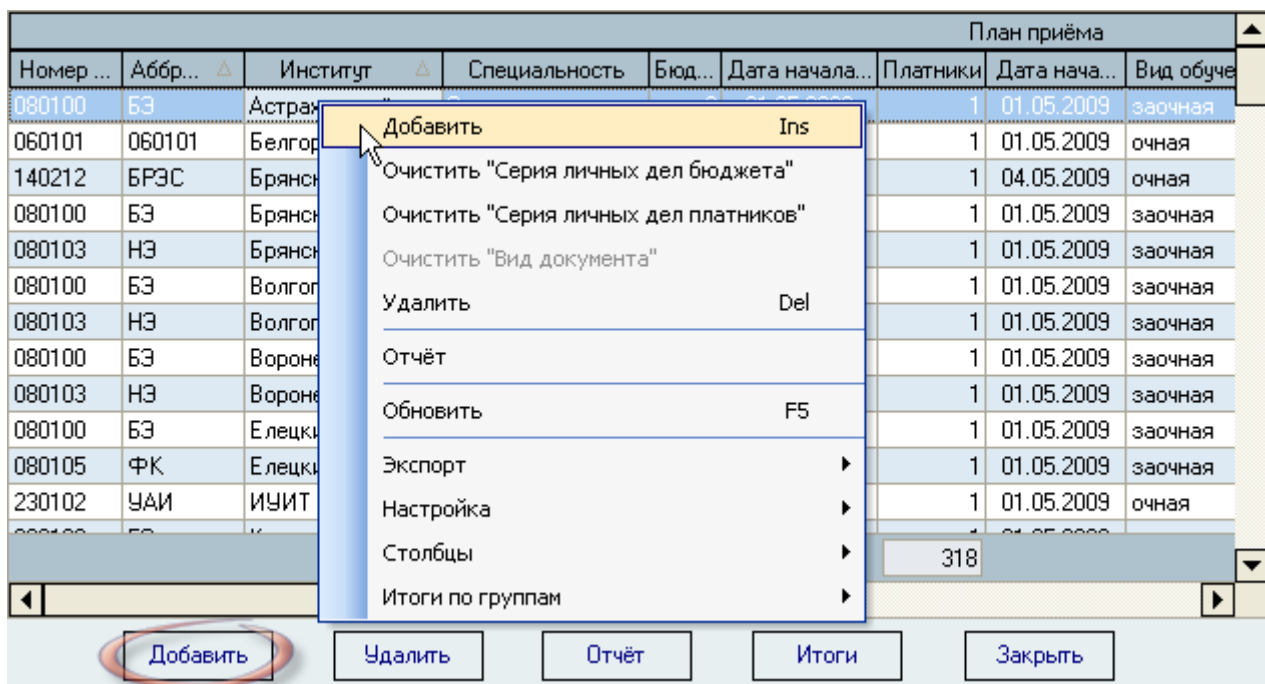 План приёма
Номер ... Аббр... Институт Специальность Бюд... Дата начала... Платники Дата нача... Вид обуче
080100 БЭ 1 01.05.2009 заочная
Добавить Ins
060101 060101 Белгор 1 01.05.2009 очная
Очистить "Серия личных дел бюджета"
140212 БРЭС Брянск 1 04.05.2009 очная
080100 БЭ Брянск Очистить "Серия личных дел платников" 1 01.05.2009 заочная
080103 НЭ Брянск Очистить "Вид документа" 1 01.05.2009 заочная
080100 БЭ Волгог 1 01.05.2009 заочная
Удалить Del
080103 НЭ Волгог 1 01.05.2009 заочная
080100 БЭ Вороне Отчёт 1 01.05.2009 заочная
080103 НЭ Вороне Обновить F5 1 01.05.2009 заочная
080100 БЭ Елецки 1 01.05.2009 заочная
080105 ФК Елецки Экспорт 1 01.05.2009 заочная
230102 УАИ ИУИТ Настройка 1 01.05.2009 очная
Столбцы 318
Итоги по группам
Добавить Удалить Отчёт Итоги Закрыть